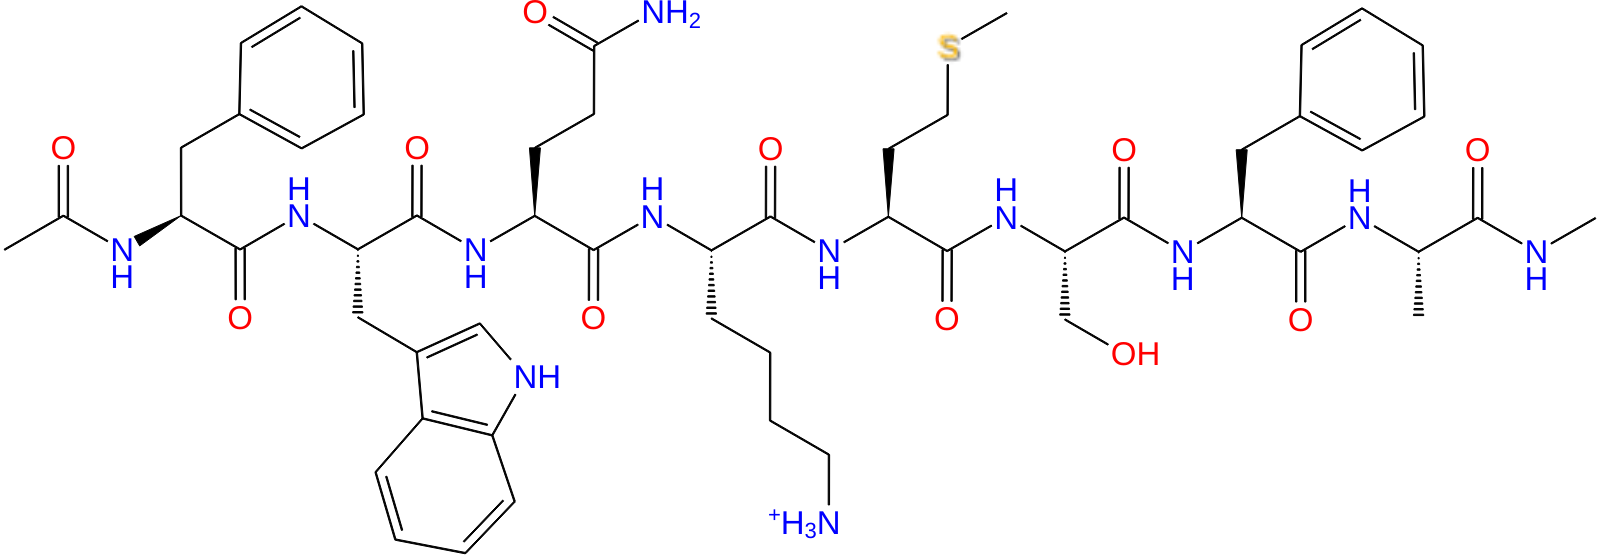 O NH2
S
O O O O O
H H H H
N N N N
N N N N N
H H H H H
O O O O
OH
NH
+H3N